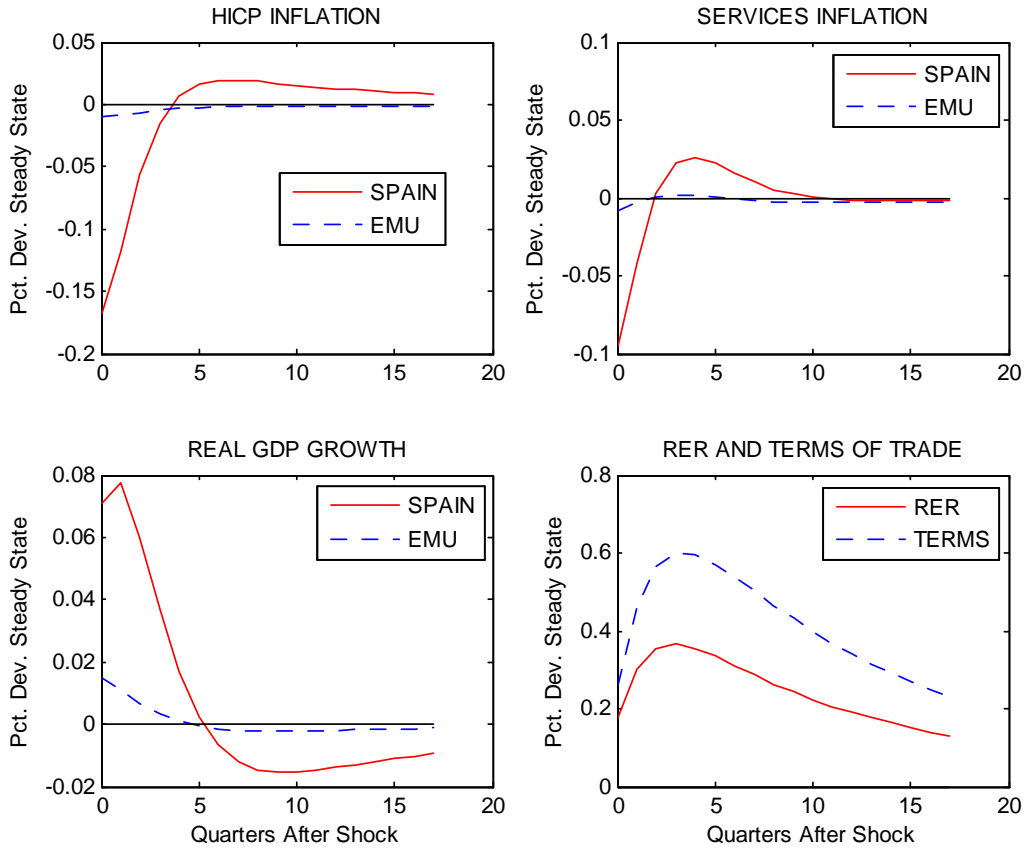 HICP INFLATION
Pct. Dev. Steady State
0.05
0
-0.05
-0.1
-0.15
-0.2
0
5
10
15
20
SPAIN
EMU
SERVICES INFLATION
Pct. Dev. Steady State
0.1
0.05
0
-0.05
-0.1
0
5
10
15
20
SPAIN
EMU
REAL GDP GROWTH
Pct. Dev. Steady State
0.08
0.06
0.04
0.02
0
-0.02
0
5
10
15
20
Quarters After Shock
SPAIN
EMU
RER AND TERMS OF TRADE
Pct. Dev. Steady State
0.8
0.6
0.4
0.2
0
0
5
10
15
20
Quarters After Shock
RER
TERMS